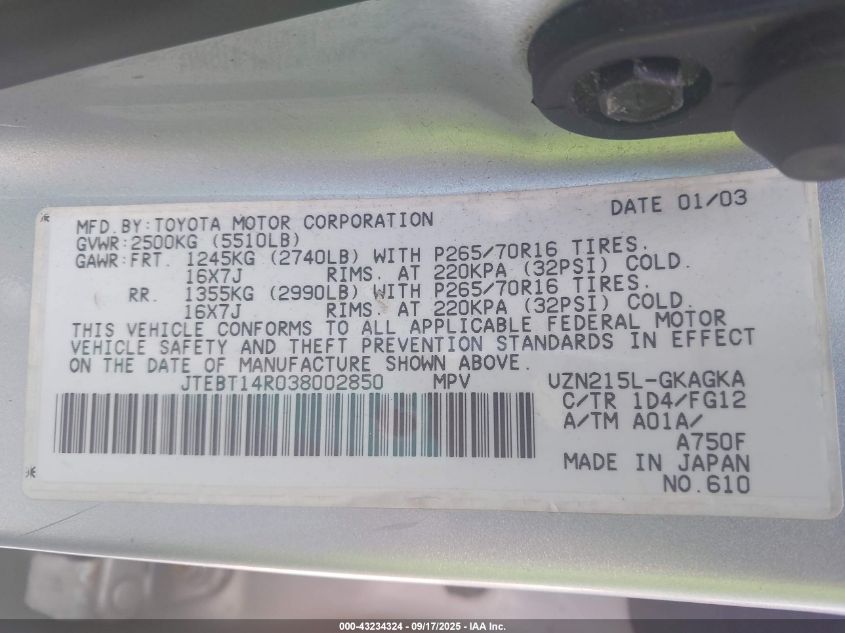 MFD.BY:TOYOTA MOTOR CORPORATION DATE 01/03
GVWR:2500KG (5510LB)
GAWR:FRT. 1245KG (2740LB) WITH P265/70R16 TIRES.
16X7J RIMS. AT 220KPA (32PSI) COLD.
RR. 1355KG (2990LB) WITH P265/70R16 TIRES.
16X7J RIMS. AT 220KPA (32PSI) COLD.
THIS VEHICLE CONFORMS TO ALL APPLICABLE FEDERAL MOTOR
VEHICLE SAFETY AND THEFT PREVENTION STANDARDS IN EFFECT
ON THE DATE OF MANUFACTURE SHOWN ABOVE.
JTEBT14R038002850 MPV UZN215L-GKAGKA
C/TR 1D4/FG12
A/TM A01A/
A750F
MADE IN JAPAN
NO.610
000-43234324 - 09/17/2025 - IAA Inc.